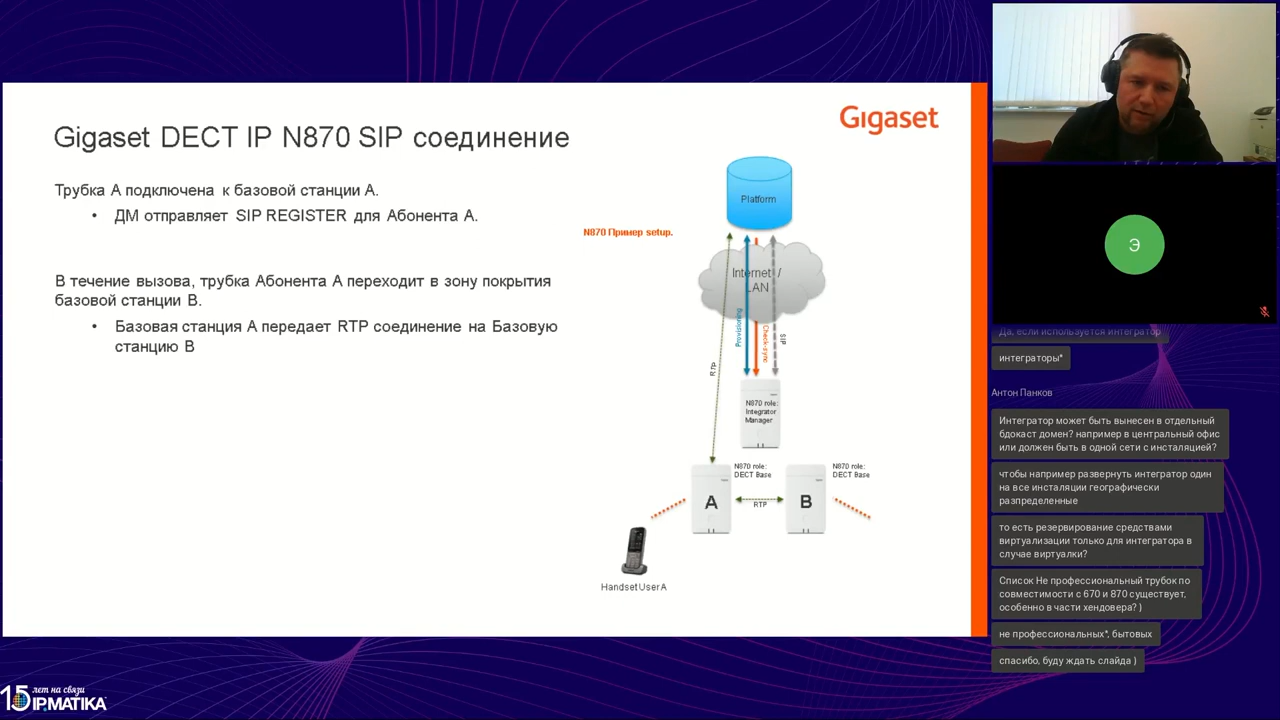 Gigaset DECT IP N870 SIP соединение
Gigaset
Трубка А подключена к базовой станции А.
• ДМ отправляет SIP REGISTER для Абонента А.
В течение вызова, трубка Абонента А переходит в зону покрытия
базовой станции В.
• Базовая станция А передает RTP соединение на Базовую
станцию В
N870 Пример setup.
Platform
Internet /
LAN
Provisioning
Check-sync
SIP
RTP
N870 role:
Integrator
Manager
N870 role:
DECT Base
N870 role:
DECT Base
A
RTP
B
Handset User A
Э
Да, если используется интегратор
интеграторы*
Антон Панков
Интегратор может быть вынесен в отдельный
бдокаст домен? например в центральный офис
или должен быть в одной сети с инсталяцией?
чтобы например развернуть интегратор один
на все инсталяции географически
разпределенные
то есть резервирование средствами
виртуализации только для интегратора в
случае виртуалки?
Список Не профессиональный трубок по
совместимости с 670 и 870 существует,
особенно в части хендовера? )
не профессиональных*, бытовых
спасибо, буду ждать слайда )
15 лет на связи
IPMATIKA